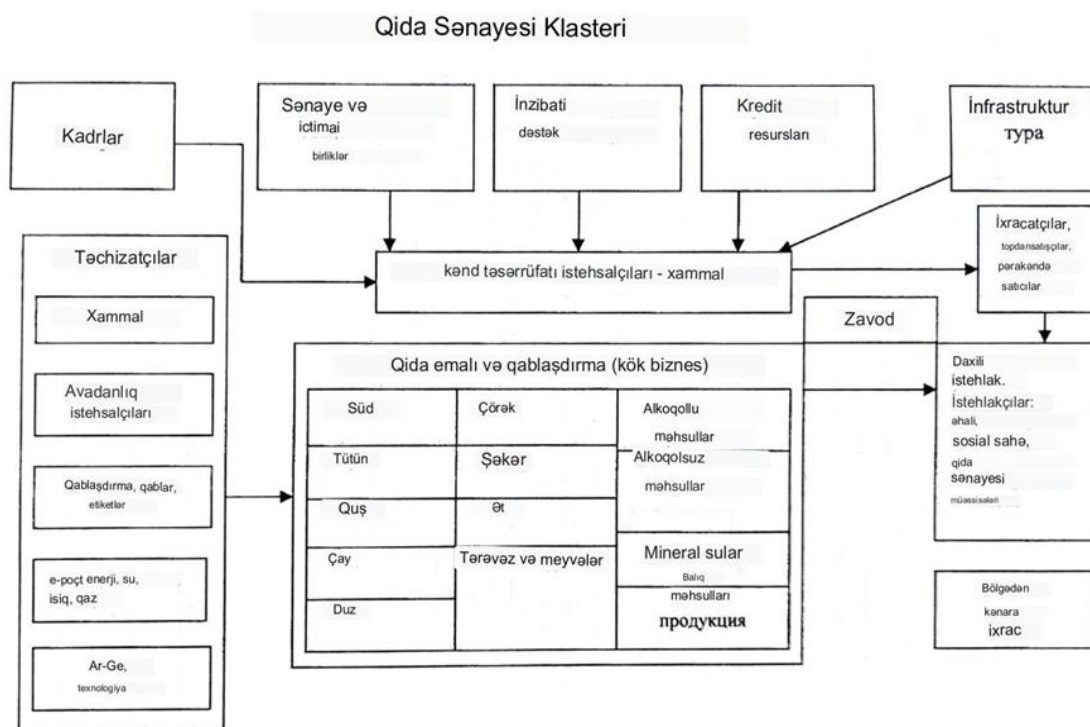 Qida Sənayesi Klasteri
Kadrlar
Sənaye və
ictimai
birliklər
İnzibati
dəstək
Kredit
resursları
İnfrastruktur
тура
Təchizatçılar
Xammal
Avadanlıq
istehsalçıları
Qablaşdırma, qablar,
etiketlər
e-poçt enerji, su,
isiq, qaz
Ar-Ge,
texnologiya
kənd təsərrüfatı istehsalçıları - xammal
İxracatçılar,
topdansatışçılar,
pərakəndə
satıcılar
Zavod
Qida emalı və qablaşdırma (kök biznes)
Süd
Tütün
Quş
Çay
Duz
Çörək
Şəkər
Ət
Tərəvəz və meyvələr
Alkoqollu
məhsullar
Alkoqolsuz
məhsullar
Mineral sular
Balıq
məhsulları
продукция
Daxili
istehlak.
İstehlakçılar:
əhali,
sosial sahə,
qida
sənayesi
müəssisələri
Bölgədən
kənara
ixrac